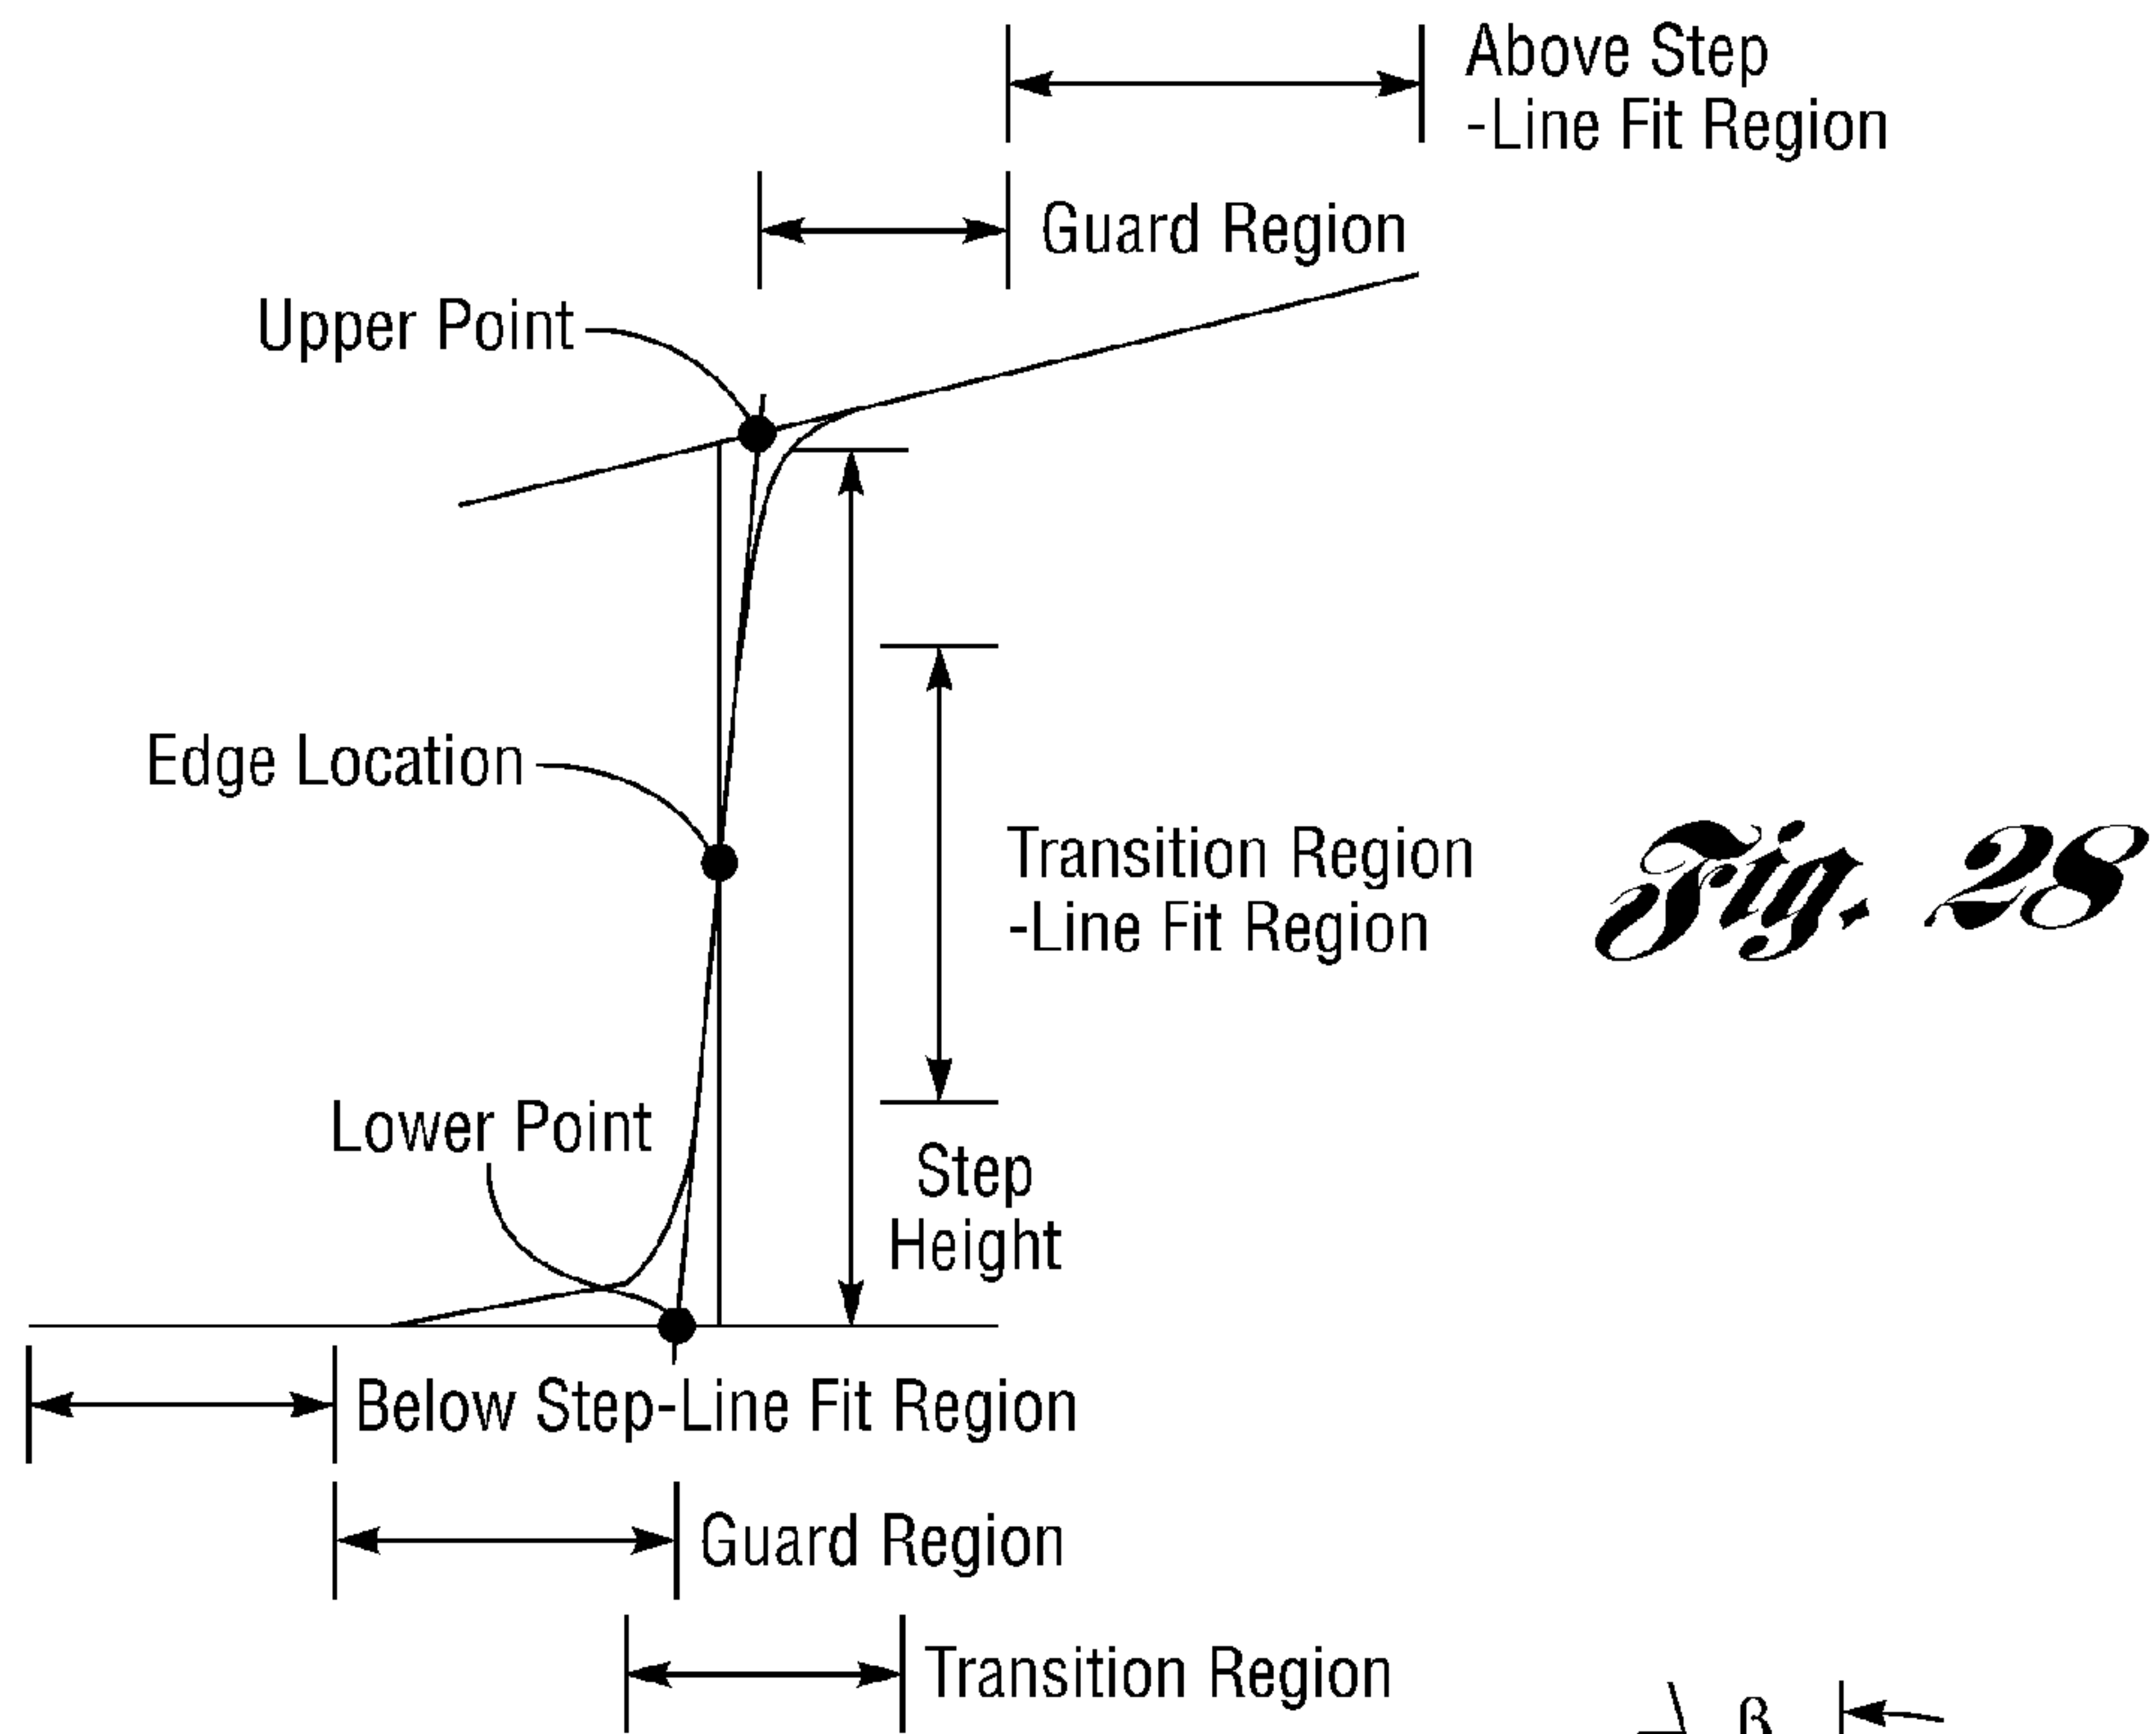 Above Step
-Line Fit Region
Guard Region
Upper Point
Edge Location
Transition Region
-Line Fit Region
Fig. 28
Lower Point
Step
Height
Below Step-Line Fit Region
Guard Region
Transition Region
β